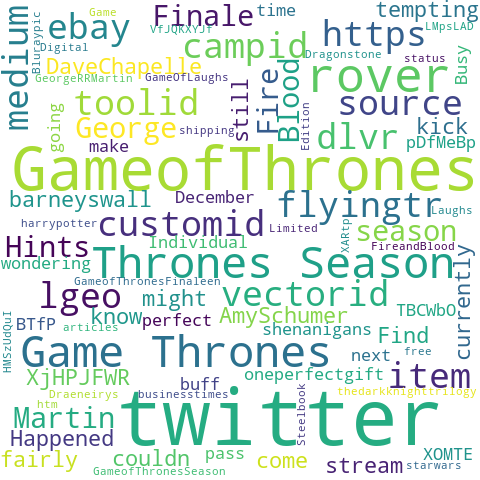 Game
tempting
medium
Bluraypic
ebay
VfJQKXYJf
Finale
time
https
LMpsLAD
Digital
GeorgeRRMartin
DaveChapelle
campid
Dragonstone
status
Busy
GameOfLaughs
rover
going
toolid
still
Fire
Blood
source
George
shipping
Edition
dlvr
kick
pDfMeBp
make
GameofThrones
barneyswall
December
flyingtr
Laughs
harrypotter
customid
Limited
XARtp
season
Hints
Individual
FireandBlood
currently
wondering
Thrones Season
GameofThronesFinaleen
lgeo
might
vectorid
HMSzUdQuI
BTfP
know
perfect
AmySchumer
TBCWbO
articles
shenanigans
Find
Game Thrones
next
free
item
XjHPJFWR
buff
oneperfectgift
Draeneirys
businesstimes
thedarkknighttrilogy
htm
Martin
twitter
Steelbook
Happened
couldn
pass
come
XOMTE
fairly
stream
starwars
GameofThronesSeason